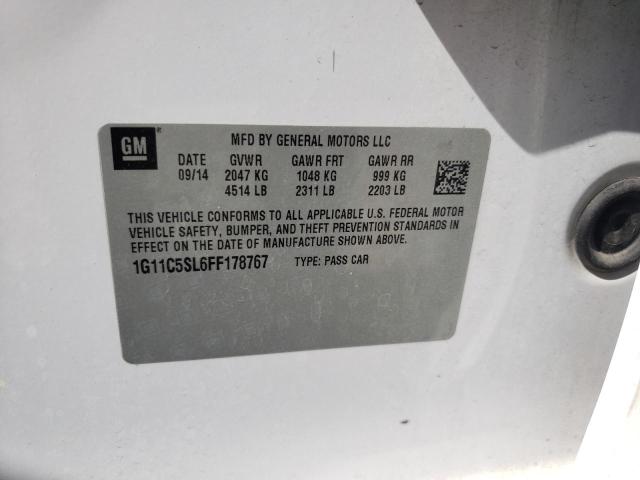 GM
MFD BY GENERAL MOTORS LLC
DATE GVWR GAWR FRT GAWR RR
09/14 2047 KG 1048 KG 999 KG
4514 LB 2311 LB 2203 LB
THIS VEHICLE CONFORMS TO ALL APPLICABLE U.S. FEDERAL MOTOR
VEHICLE SAFETY, BUMPER, AND THEFT PREVENTION STANDARDS IN
EFFECT ON THE DATE OF MANUFACTURE SHOWN ABOVE.
1G11C5SL6FF178767 TYPE: PASS CAR